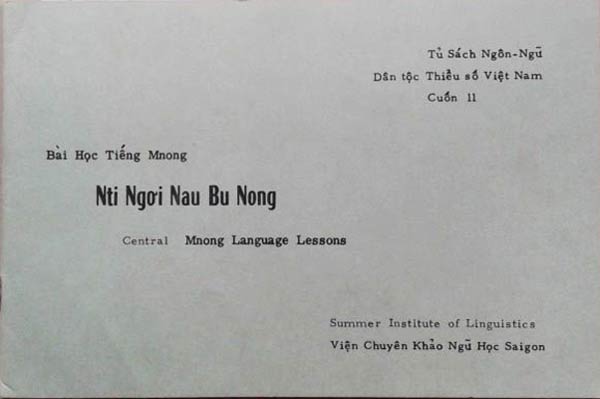 Tủ Sách Ngôn-Ngữ
Dân tộc Thiểu số Việt Nam
Cuốn 11
Bài Học Tiếng Mnong
Nti Ngơi Nau Bu Nong
Central Mnong Language Lessons
Summer Institute of Linguistics
Viện Chuyên Khảo Ngữ Học Saigon